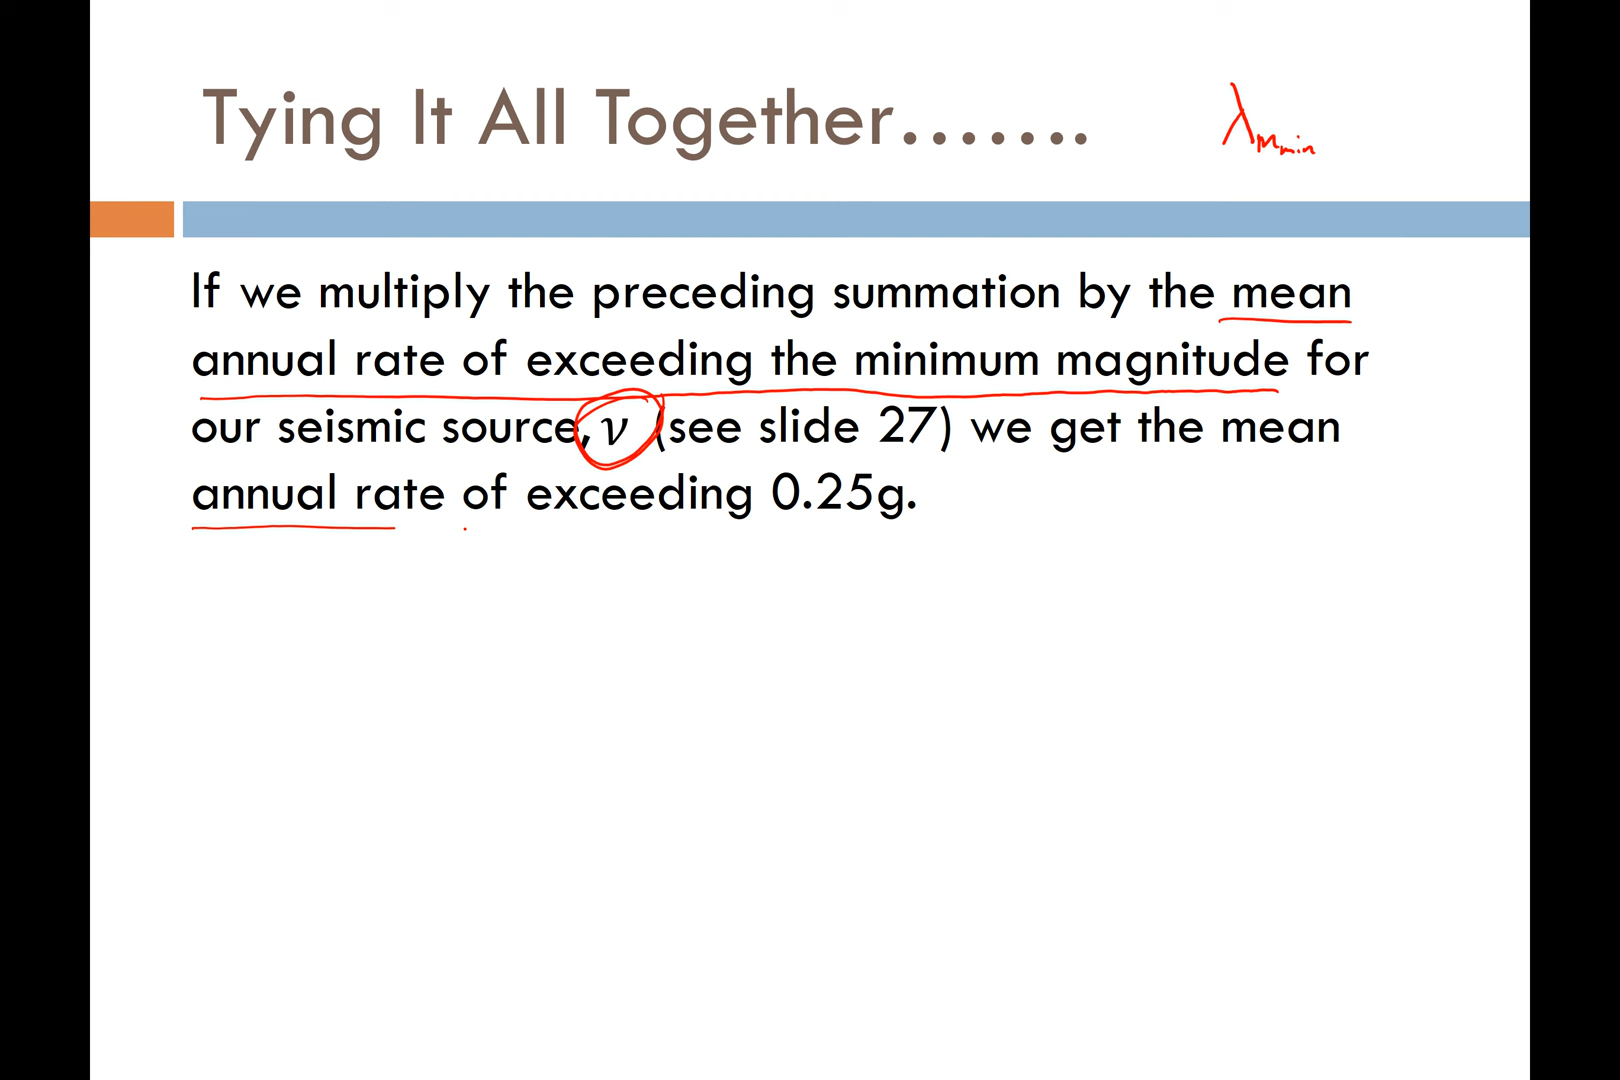 Tying It All Together.......
λₘₘᵢₙ
If we multiply the preceding summation by the mean
annual rate of exceeding the minimum magnitude for
our seismic source, ν (see slide 27) we get the mean
annual rate of exceeding 0.25g.